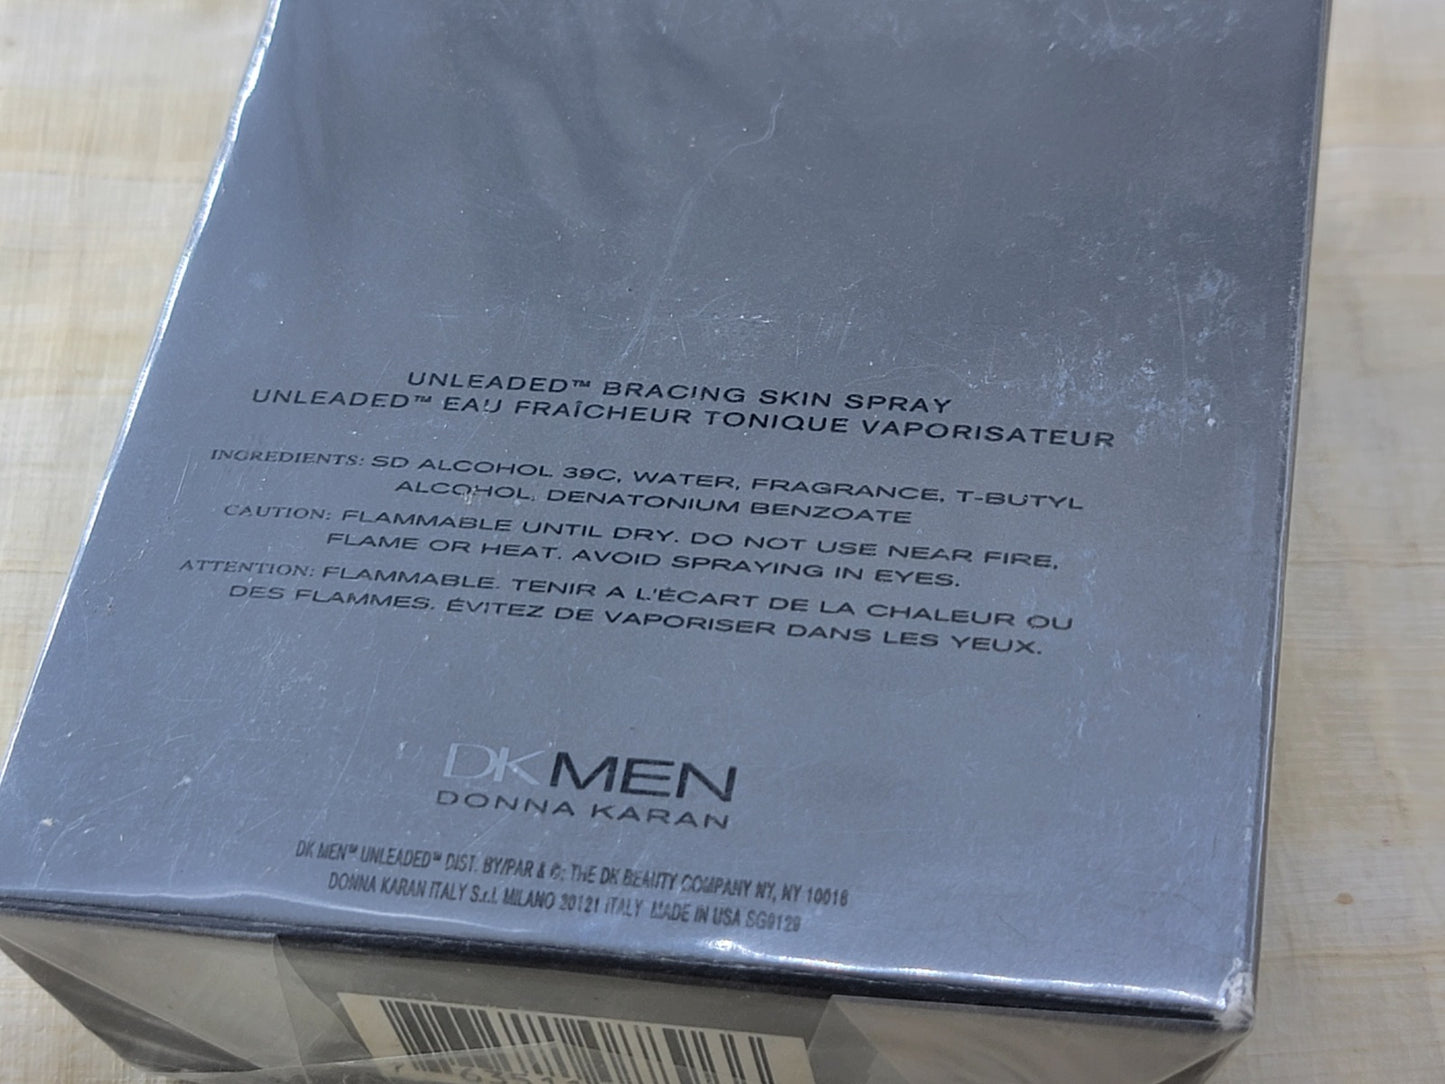 UNLEADED™ BRACING SKIN SPRAY
UNLEADED™ EAU FRAÎCHEUR TONIQUE VAPORISATEUR
INGREDIENTS: SD ALCOHOL 39C, WATER, FRAGRANCE, T-BUTYL
ALCOHOL, DENATONIUM BENZOATE
CAUTION: FLAMMABLE UNTIL DRY. DO NOT USE NEAR FIRE,
FLAME OR HEAT. AVOID SPRAYING IN EYES.
ATTENTION: FLAMMABLE. TENIR A L'ÉCART DE LA CHALEUR OU
DES FLAMMES. ÉVITEZ DE VAPORISER DANS LES YEUX.
DK MEN
DONNA KARAN
DK MEN™ UNLEADED™ DIST. BY/PAR & ©: THE DK BEAUTY COMPANY NY, NY 10018
DONNA KARAN ITALY S.r.l. MILANO 20121 ITALY MADE IN USA SG9129